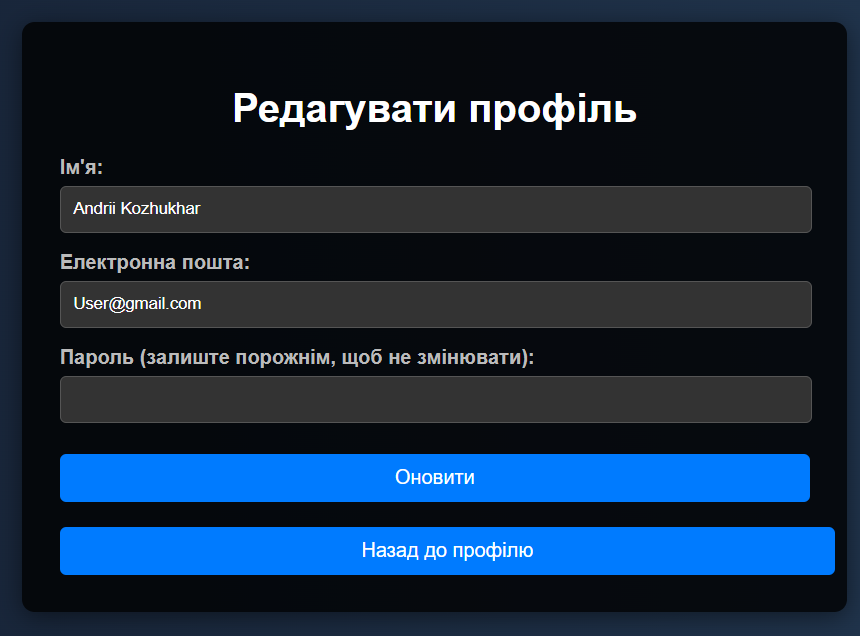 Редагувати профіль
Ім'я:
Andrii Kozhukhar
Електронна пошта:
User@gmail.com
Пароль (залиште порожнім, щоб не змінювати):
Оновити
Назад до профілю